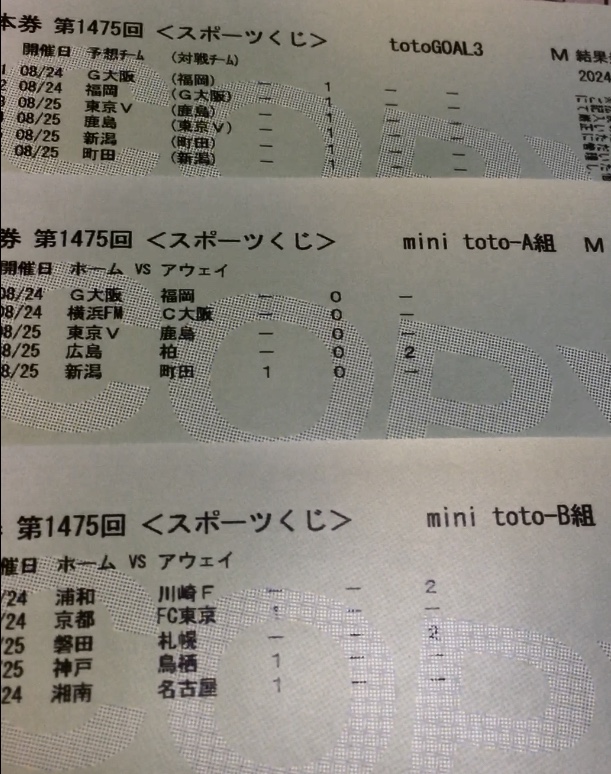 本券 第1475回 <スポーツくじ> totoGOAL3 M 結果
開催日 予想チーム (対戦チーム) 2024
1 08/24 G大阪 (福岡) - 1 - -
2 08/24 福岡 (G大阪) - 1 - -
3 08/25 東京V (鹿島) - 1 - -
08/25 鹿島 (東京V) - 1 - -
08/25 新潟 (町田) - 1 - -
08/25 町田 (新潟) - 1 - -
券 第1475回 <スポーツくじ> mini toto-A組 M
開催日 ホーム VS アウェイ
08/24 G大阪 福岡 - 0 -
08/24 横浜FM C大阪 - 0 -
08/25 東京V 鹿島 - 0 -
8/25 広島 柏 - 0 2
8/25 新潟 町田 1 0 -
第1475回 <スポーツくじ> mini toto-B組
催日 ホーム VS アウェイ
/24 浦和 川崎F - - 2
/24 京都 FC東京 1 - -
/25 磐田 札幌 - - 2
25 神戸 鳥栖 1 - -
24 湘南 名古屋 1 - -
COPY
COPY
COPY